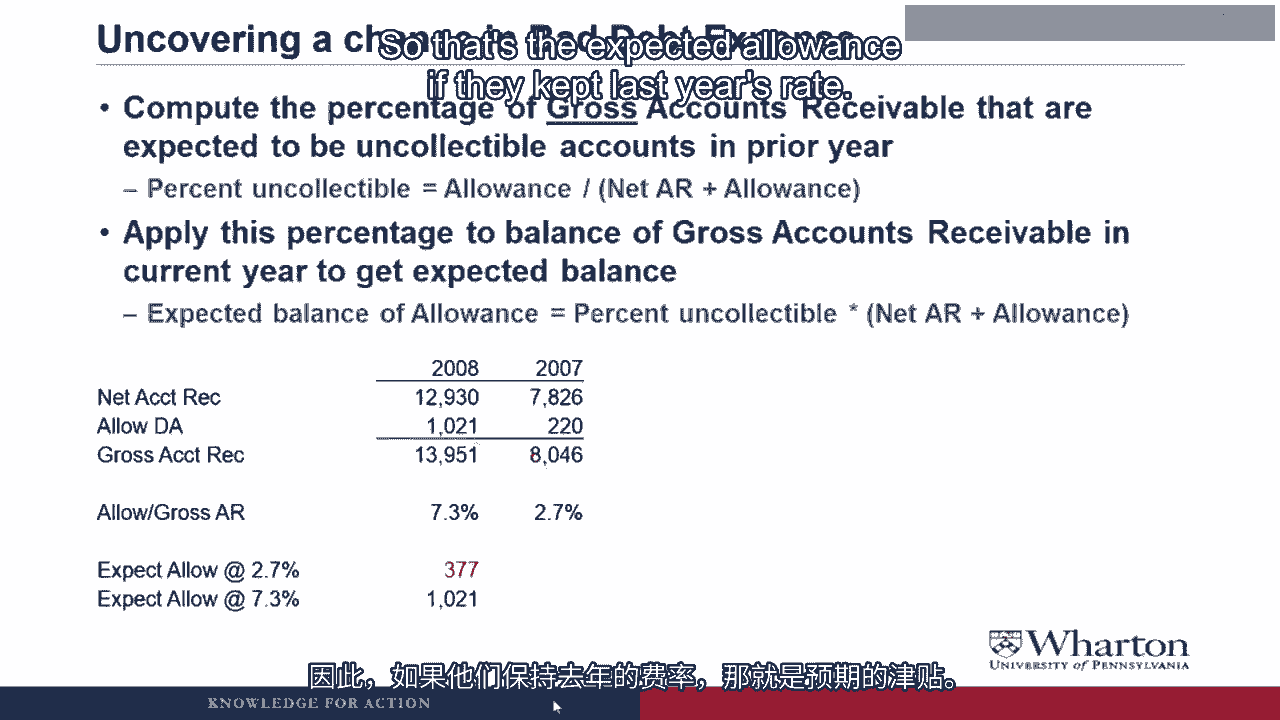 Uncovering a change in Bad Debt Expense
So that's the expected allowance
if they kept last year's rate.
• Compute the percentage of Gross Accounts Receivable that are
expected to be uncollectible accounts in prior year
– Percent uncollectible = Allowance / (Net AR + Allowance)
• Apply this percentage to balance of Gross Accounts Receivable in
current year to get expected balance
– Expected balance of Allowance = Percent uncollectible * (Net AR + Allowance)
2008 2007
Net Acct Rec 12,930 7,826
Allow DA 1,021 220
Gross Acct Rec 13,951 8,046
Allow/Gross AR 7.3% 2.7%
Expect Allow @ 2.7% 377
Expect Allow @ 7.3% 1,021
Wharton
UNIVERSITY of PENNSYLVANIA
因此，如果他们保持去年的费率，那就是预期的津贴。
KNOWLEDGE FOR ACTION